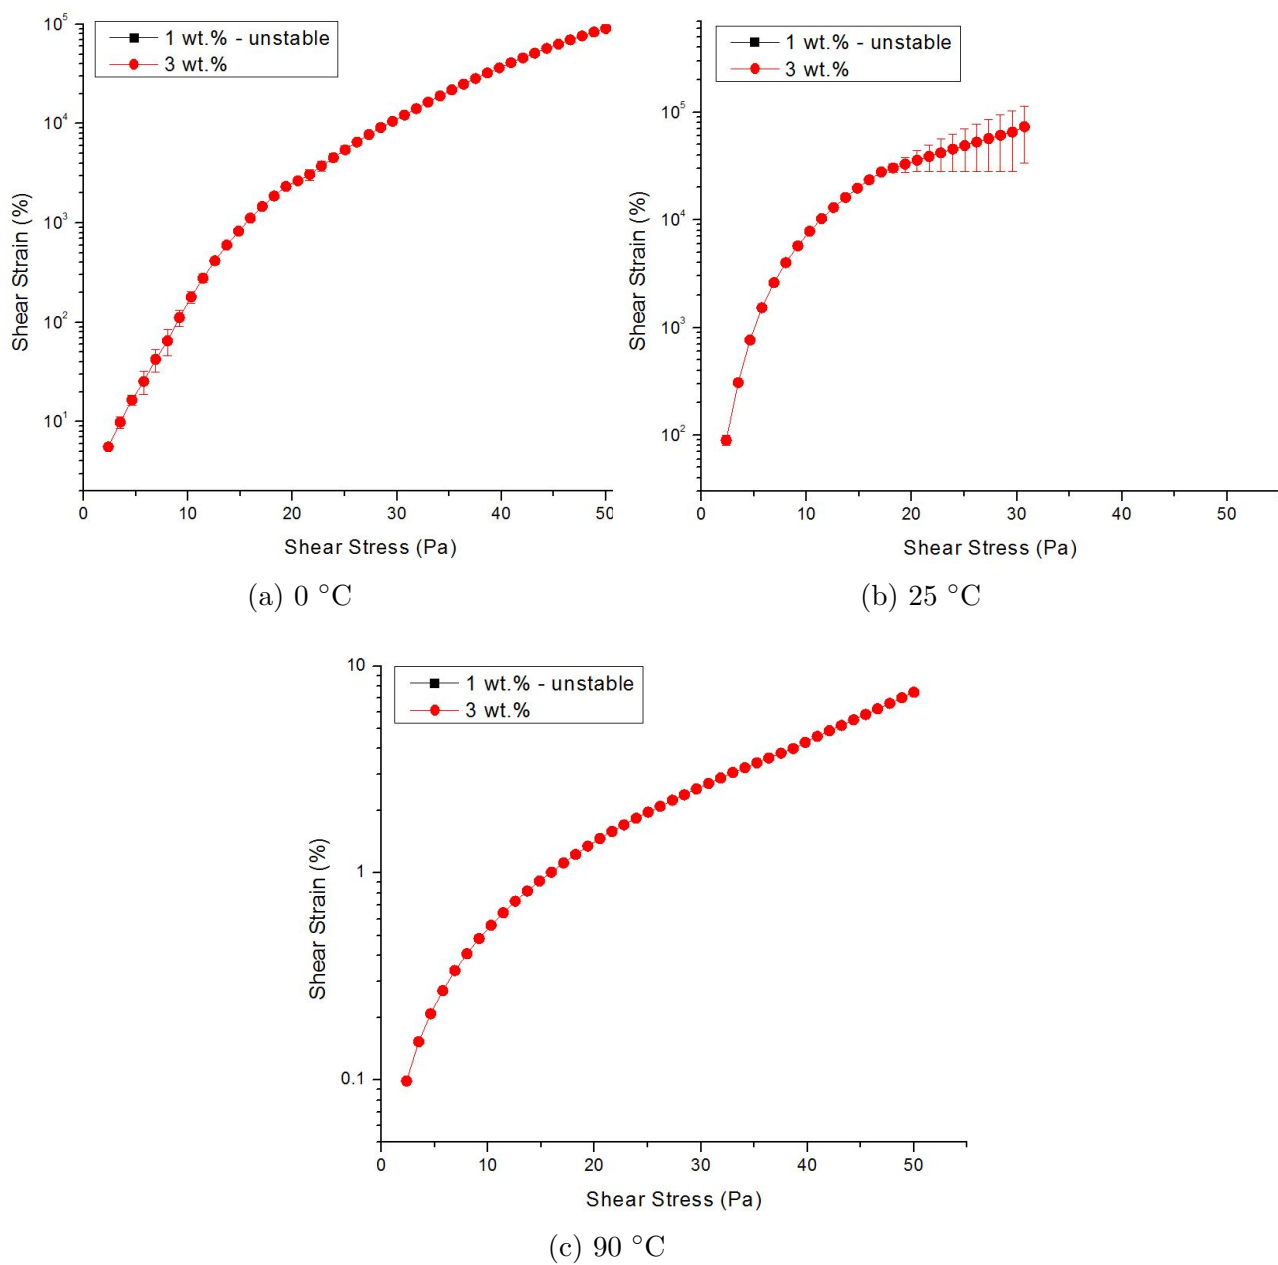 1 wt.% - unstable
3 wt.%
10^5
10^4
10^3
10^2
10^1
Shear Strain (%)
0 10 20 30 40 50
Shear Stress (Pa)
(a) 0 °C
1 wt.% - unstable
3 wt.%
10^5
10^4
10^3
10^2
Shear Strain (%)
0 10 20 30 40 50
Shear Stress (Pa)
(b) 25 °C
1 wt.% - unstable
3 wt.%
10
1
0.1
Shear Strain (%)
0 10 20 30 40 50
Shear Stress (Pa)
(c) 90 °C